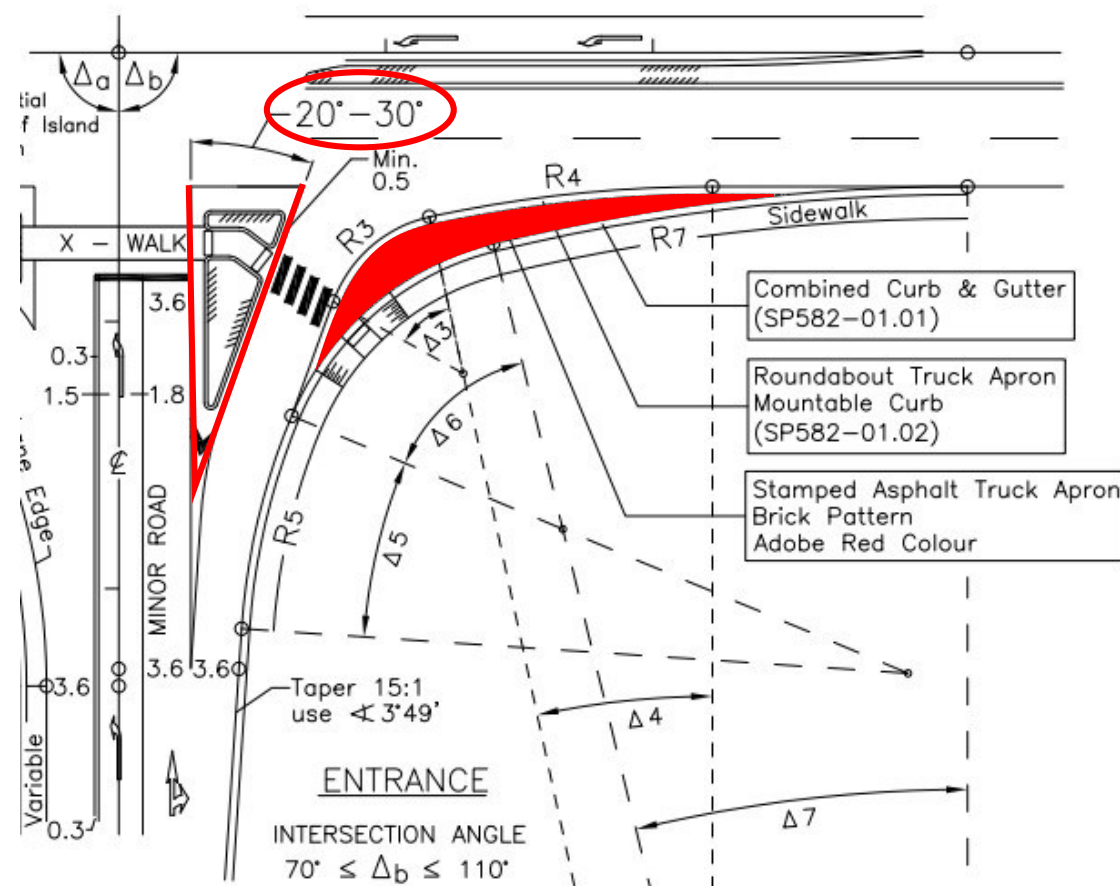 Δa
Δb
tial
f Island
20°-30°
Min.
0.5
R4
R3
Sidewalk
R7
X - WALK
3.6
Δ3
Combined Curb & Gutter
(SP582-01.01)
0.3
1.5
1.8
Roundabout Truck Apron
Mountable Curb
(SP582-01.02)
Δ6
℄
ne Edge
MINOR ROAD
Stamped Asphalt Truck Apron
Brick Pattern
Adobe Red Colour
R5
Δ5
3.6
3.6
3.6
Taper 15:1
use ∢ 3°49'
Δ4
Variable
ENTRANCE
Δ7
0.3
INTERSECTION ANGLE
70° ≤ Δb ≤ 110°